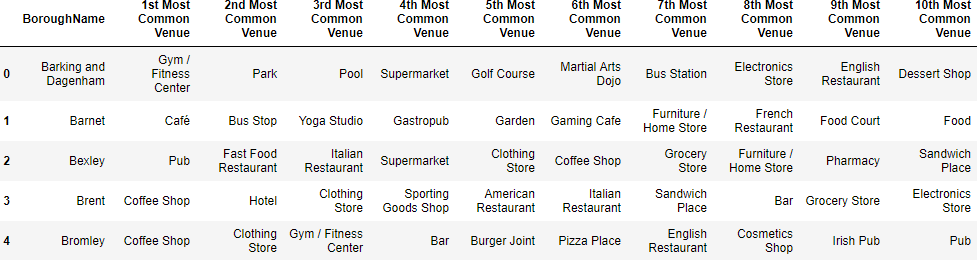 BoroughName 1st Most Common Venue 2nd Most Common Venue 3rd Most Common Venue 4th Most Common Venue 5th Most Common Venue 6th Most Common Venue 7th Most Common Venue 8th Most Common Venue 9th Most Common Venue 10th Most Common Venue
0 Barking and Dagenham Gym / Fitness Center Park Pool Supermarket Golf Course Martial Arts Dojo Bus Station Electronics Store English Restaurant Dessert Shop
1 Barnet Café Bus Stop Yoga Studio Gastropub Garden Gaming Cafe Furniture / Home Store French Restaurant Food Court Food
2 Bexley Pub Fast Food Restaurant Italian Restaurant Supermarket Clothing Store Coffee Shop Grocery Store Furniture / Home Store Pharmacy Sandwich Place
3 Brent Coffee Shop Hotel Clothing Store Sporting Goods Shop American Restaurant Italian Restaurant Sandwich Place Bar Grocery Store Electronics Store
4 Bromley Coffee Shop Clothing Store Gym / Fitness Center Bar Burger Joint Pizza Place English Restaurant Cosmetics Shop Irish Pub Pub